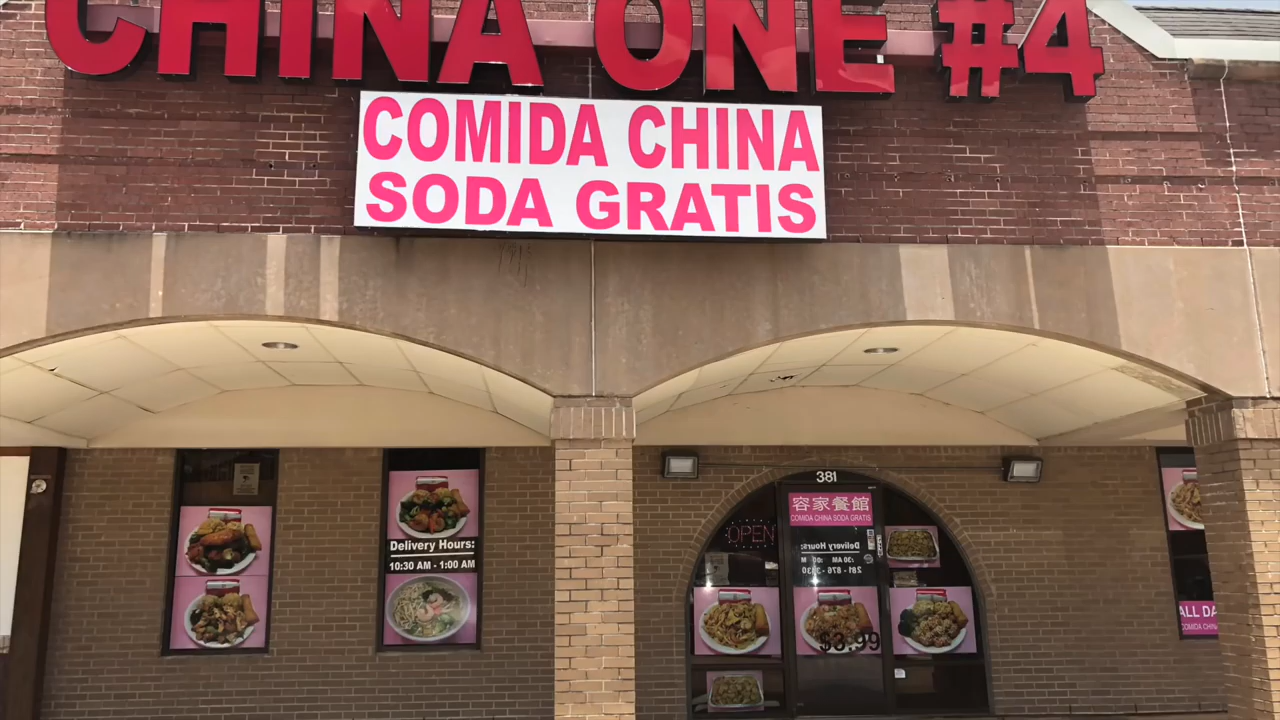 CHINA ONE #4
COMIDA CHINA
SODA GRATIS
381
容家餐館
COMIDA CHINA SODA GRATIS
OPEN
Delivery Hours:
10:30 AM - 1:00 AM
Delivery Hours:
$3.99
ALL DA
COMIDA CHIN